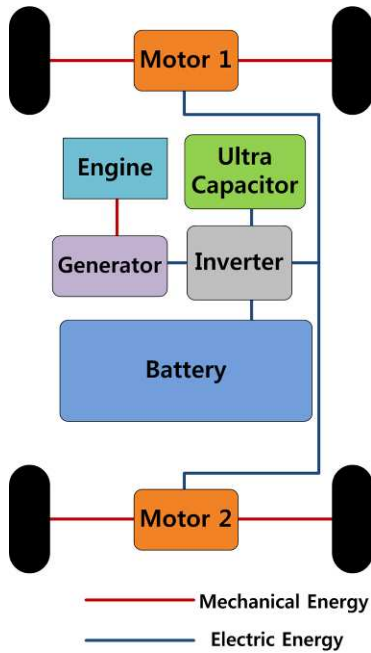 Motor 1
Engine
Ultra
Capacitor
Generator
Inverter
Battery
Motor 2
Mechanical Energy
Electric Energy